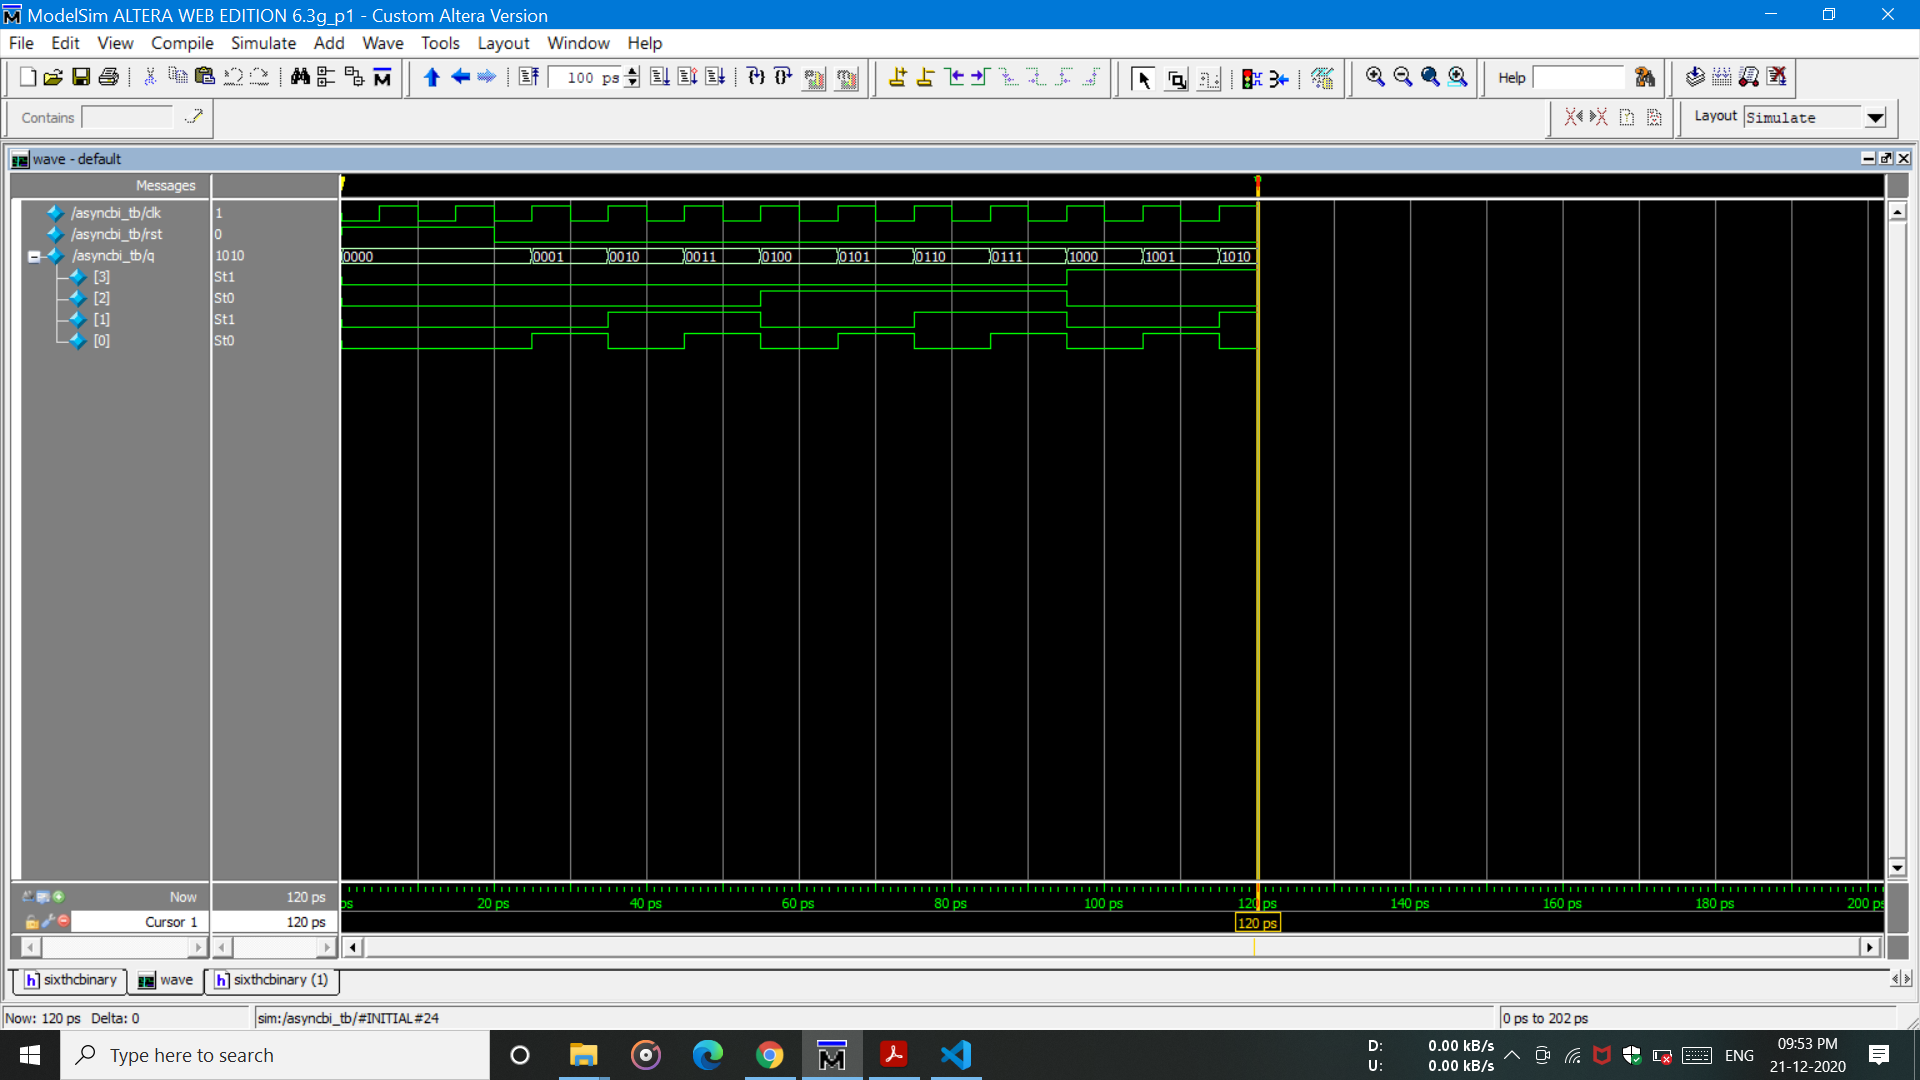 ModelSim ALTERA WEB EDITION 6.3g_p1 - Custom Altera Version
File Edit View Compile Simulate Add Wave Tools Layout Window Help
100 ps Help
Contains Layout Simulate
wave - default
Messages
/asyncbi_tb/clk 1
/asyncbi_tb/rst 0
/asyncbi_tb/q 1010 0000 0001 0010 0011 0100 0101 0110 0111 1000 1001 1010
[3] St1
[2] St0
[1] St1
[0] St0
Now 120 ps ps 20 ps 40 ps 60 ps 80 ps 100 ps 120 ps 140 ps 160 ps 180 ps 200 ps
Cursor 1 120 ps 120 ps
sixthcbinary wave sixthcbinary (1)
Now: 120 ps Delta: 0 sim:/asyncbi_tb/#INITIAL#24 0 ps to 202 ps
Type here to search
D: 0.00 kB/s
U: 0.00 kB/s
ENG
09:53 PM
21-12-2020